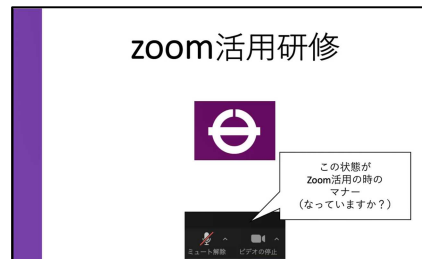 zoom活用研修
この状態が
Zoom活用の時の
マナー
（なっていますか？）
ミュート解除 ビデオの停止